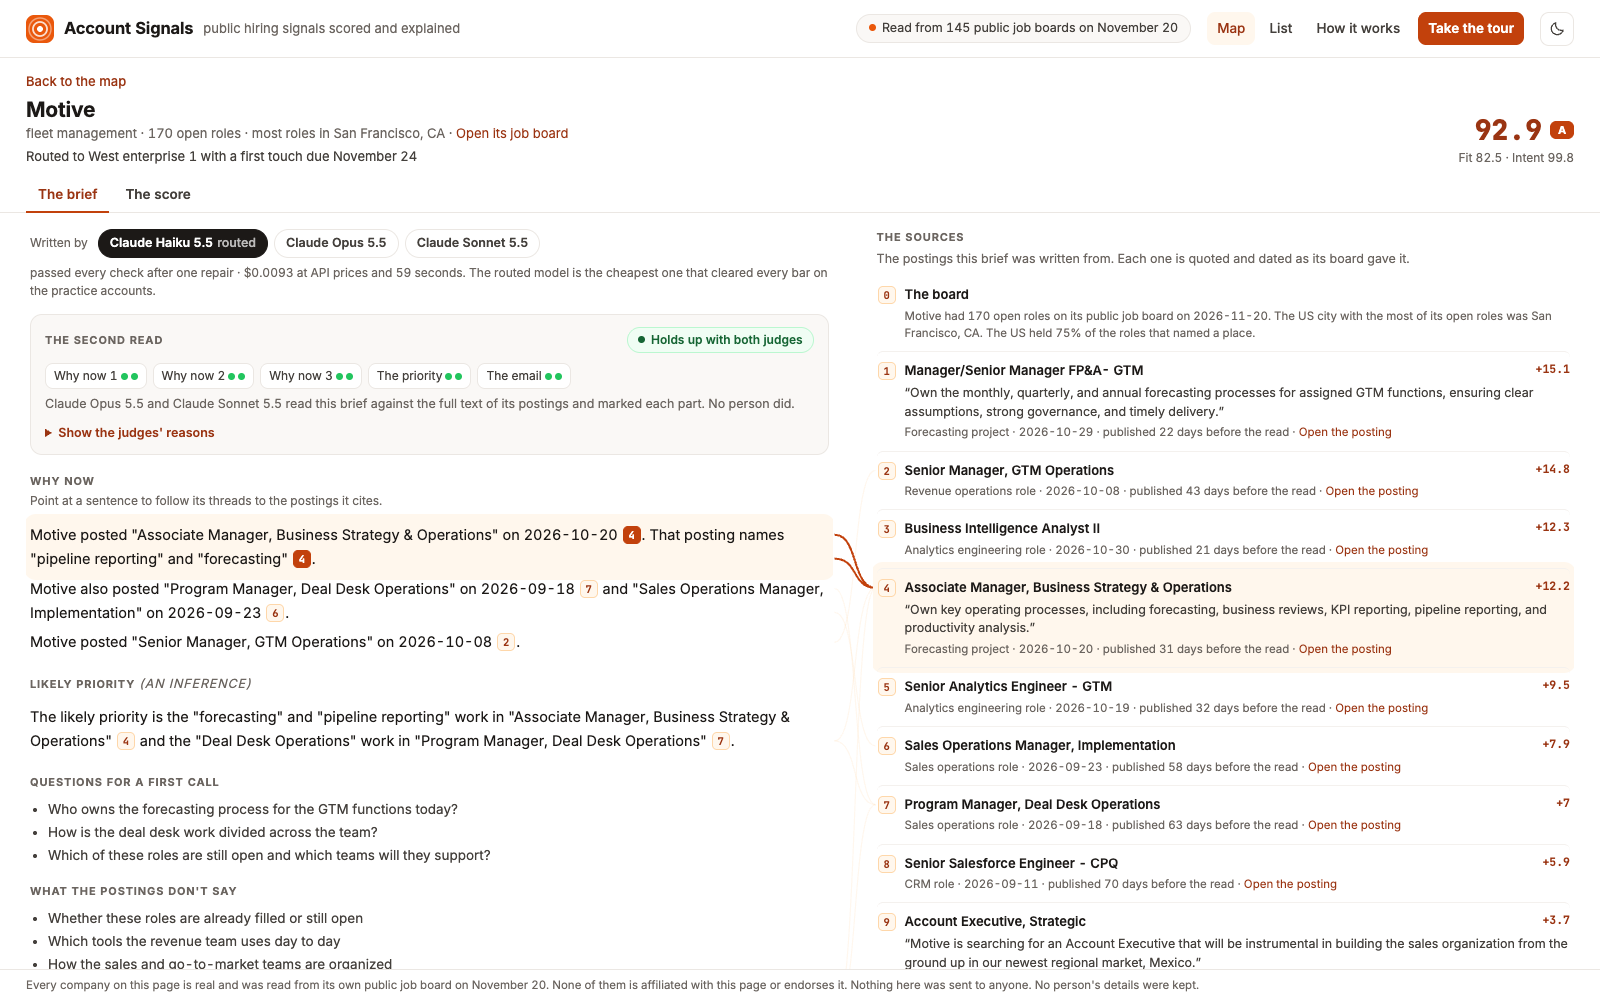 Account Signals public hiring signals scored and explained
Read from 145 public job boards on November 20
Map
List
How it works
Take the tour
Back to the map
Motive
fleet management · 170 open roles · most roles in San Francisco, CA · Open its job board
Routed to West enterprise 1 with a first touch due November 24
92.9 A
Fit 82.5 · Intent 99.8
The brief
The score
Written by
Claude Haiku 5.5 routed
Claude Opus 5.5
Claude Sonnet 5.5
passed every check after one repair · $0.0093 at API prices and 59 seconds. The routed model is the cheapest one that cleared every bar on
the practice accounts.
THE SECOND READ
Holds up with both judges
Why now 1
Why now 2
Why now 3
The priority
The email
Claude Opus 5.5 and Claude Sonnet 5.5 read this brief against the full text of its postings and marked each part. No person did.
Show the judges' reasons
WHY NOW
Point at a sentence to follow its threads to the postings it cites.
Motive posted "Associate Manager, Business Strategy & Operations" on 2026-10-20 4. That posting names
"pipeline reporting" and "forecasting" 4.
Motive also posted "Program Manager, Deal Desk Operations" on 2026-09-18 7 and "Sales Operations Manager,
Implementation" on 2026-09-23 6.
Motive posted "Senior Manager, GTM Operations" on 2026-10-08 2.
LIKELY PRIORITY (AN INFERENCE)
The likely priority is the "forecasting" and "pipeline reporting" work in "Associate Manager, Business Strategy &
Operations" 4 and the "Deal Desk Operations" work in "Program Manager, Deal Desk Operations" 7.
QUESTIONS FOR A FIRST CALL
• Who owns the forecasting process for the GTM functions today?
• How is the deal desk work divided across the team?
• Which of these roles are still open and which teams will they support?
WHAT THE POSTINGS DON'T SAY
• Whether these roles are already filled or still open
• Which tools the revenue team uses day to day
• How the sales and go-to-market teams are organized
THE SOURCES
The postings this brief was written from. Each one is quoted and dated as its board gave it.
0 The board
Motive had 170 open roles on its public job board on 2026-11-20. The US city with the most of its open roles was San
Francisco, CA. The US held 75% of the roles that named a place.
1 Manager/Senior Manager FP&A- GTM +15.1
“Own the monthly, quarterly, and annual forecasting processes for assigned GTM functions, ensuring clear
assumptions, strong governance, and timely delivery.”
Forecasting project · 2026-10-29 · published 22 days before the read · Open the posting
2 Senior Manager, GTM Operations +14.8
Revenue operations role · 2026-10-08 · published 43 days before the read · Open the posting
3 Business Intelligence Analyst II +12.3
Analytics engineering role · 2026-10-30 · published 21 days before the read · Open the posting
4 Associate Manager, Business Strategy & Operations +12.2
“Own key operating processes, including forecasting, business reviews, KPI reporting, pipeline reporting, and
productivity analysis.”
Forecasting project · 2026-10-20 · published 31 days before the read · Open the posting
5 Senior Analytics Engineer - GTM +9.5
Analytics engineering role · 2026-10-19 · published 32 days before the read · Open the posting
6 Sales Operations Manager, Implementation +7.9
Sales operations role · 2026-09-23 · published 58 days before the read · Open the posting
7 Program Manager, Deal Desk Operations +7
Sales operations role · 2026-09-18 · published 63 days before the read · Open the posting
8 Senior Salesforce Engineer - CPQ +5.9
CRM role · 2026-09-11 · published 70 days before the read · Open the posting
9 Account Executive, Strategic +3.7
“Motive is searching for an Account Executive that will be instrumental in building the sales organization from the
ground up in our newest regional market, Mexico.”
Every company on this page is real and was read from its own public job board on November 20. None of them is affiliated with this page or endorses it. Nothing here was sent to anyone. No person's details were kept.